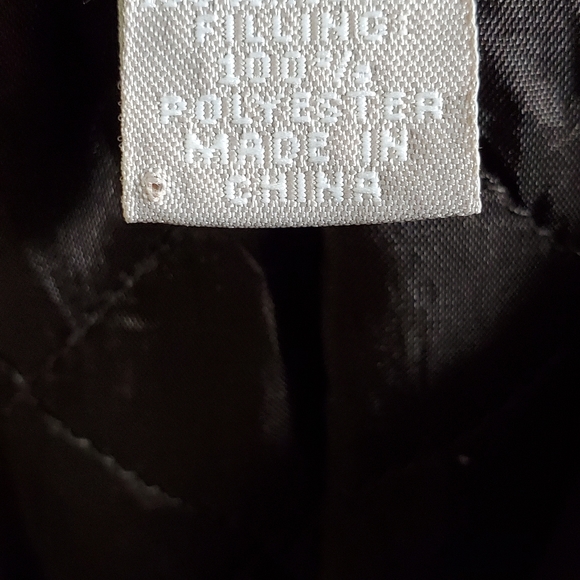 FILLING
100%
POLYESTER
MADE IN
CHINA